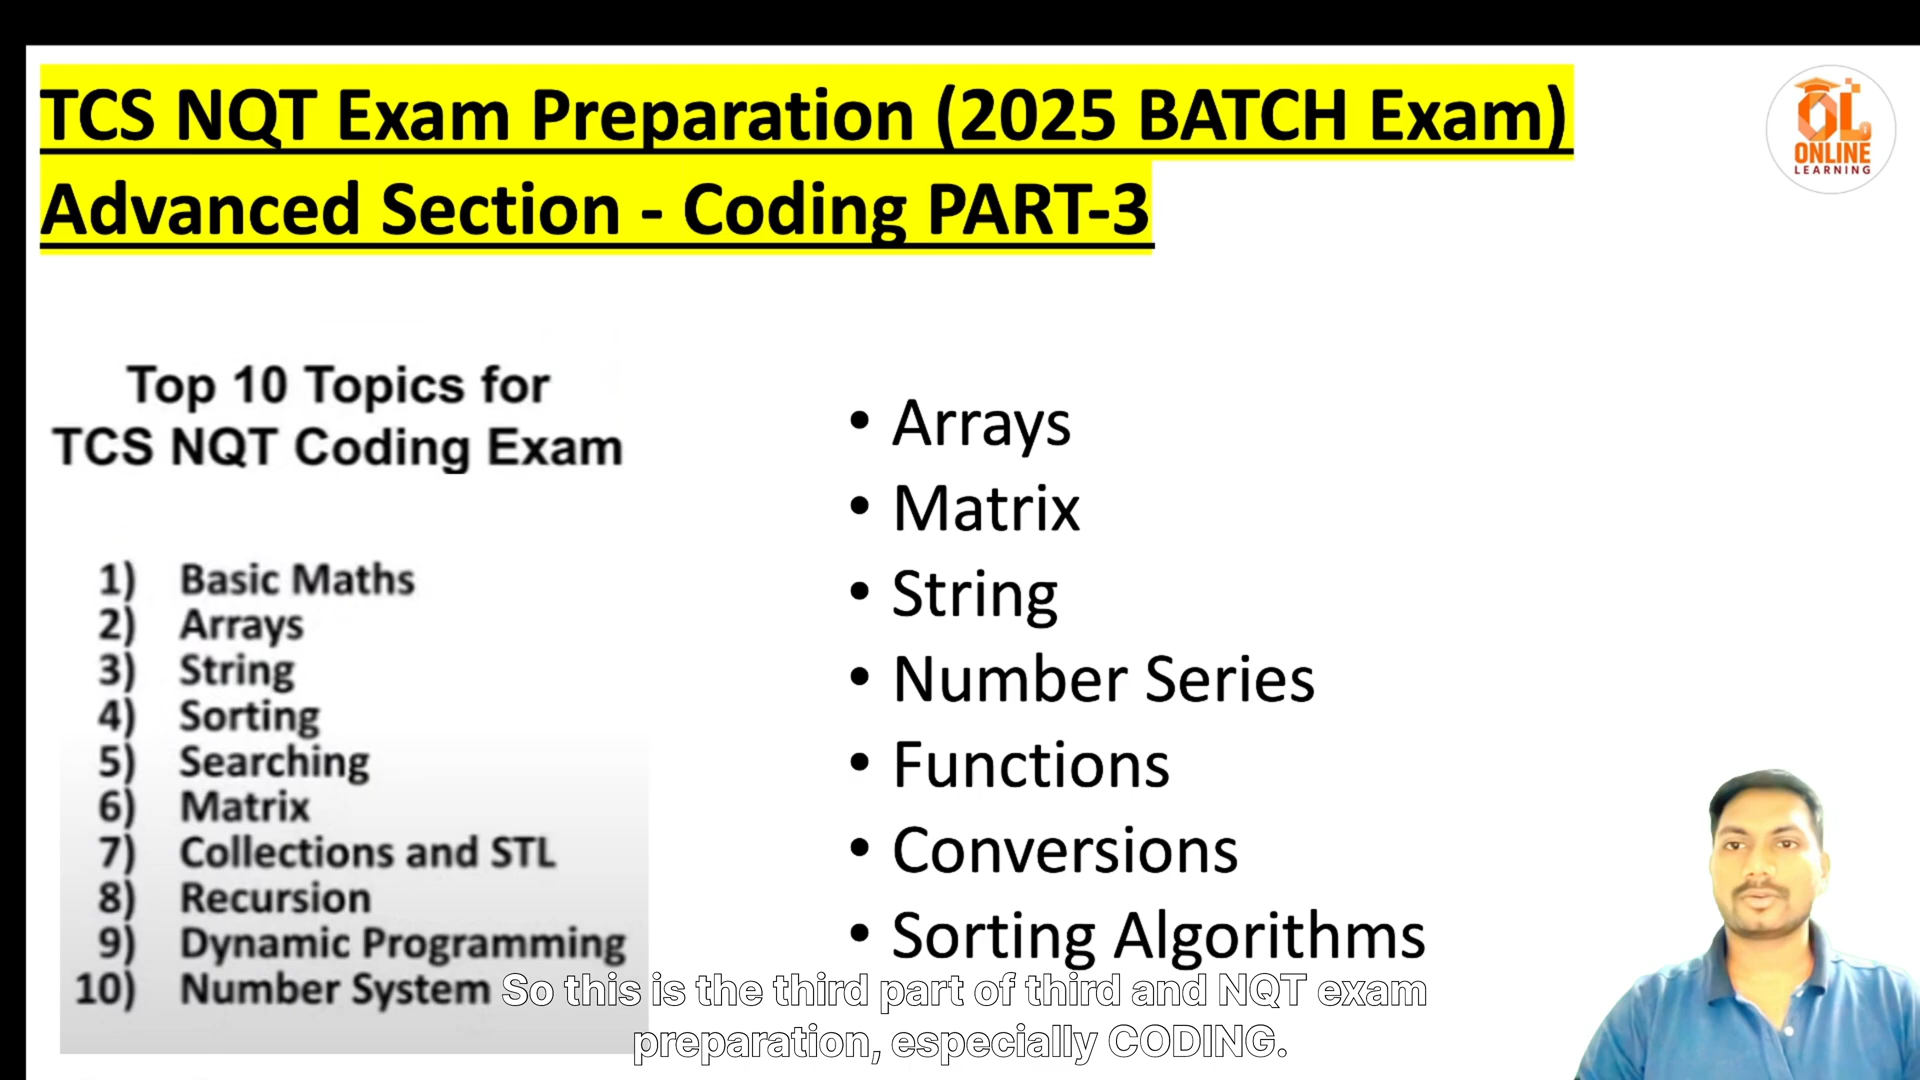 TCS NQT Exam Preparation (2025 BATCH Exam)
Advanced Section - Coding PART-3
OL
ONLINE
LEARNING
Top 10 Topics for
TCS NQT Coding Exam
1) Basic Maths
2) Arrays
3) String
4) Sorting
5) Searching
6) Matrix
7) Collections and STL
8) Recursion
9) Dynamic Programming
10) Number System
• Arrays
• Matrix
• String
• Number Series
• Functions
• Conversions
• Sorting Algorithms
So this is the third part of third and NQT exam
preparation, especially CODING.